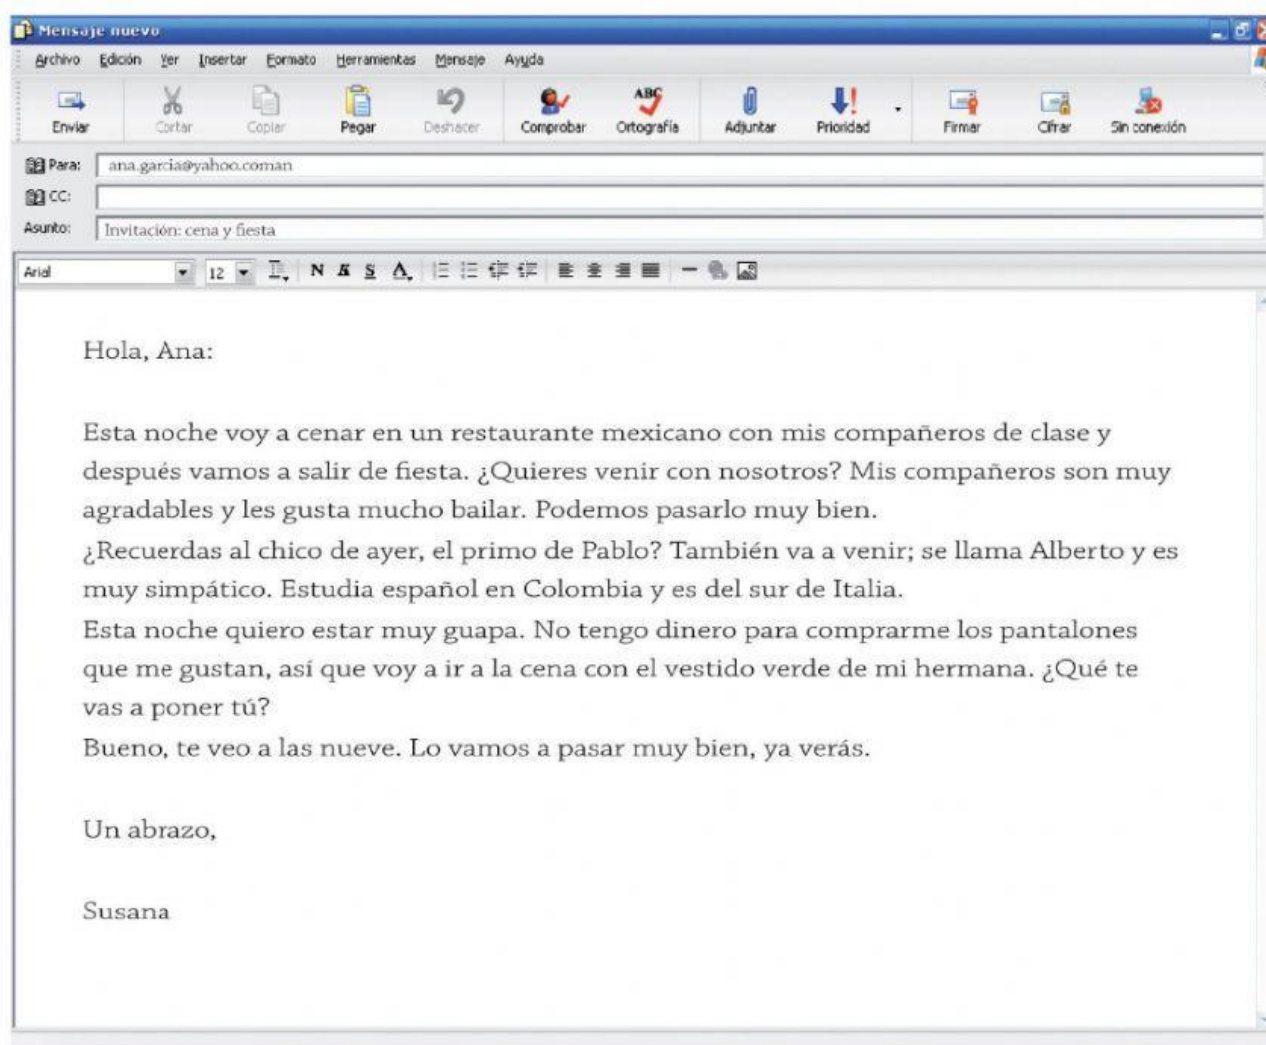 Mensaje nuevo
Archivo Edición Ver Insertar Formato Herramientas Mensaje Ayuda
Enviar Cortar Copiar Pegar Deshacer Comprobar Ortografía Adjuntar Prioridad Firmar Cifrar Sin conexión
Para: ana.garcia@yahoo.coman
CC:
Asunto: Invitación: cena y fiesta
Arial 12 N K S A
Hola, Ana:
Esta noche voy a cenar en un restaurante mexicano con mis compañeros de clase y
después vamos a salir de fiesta. ¿Quieres venir con nosotros? Mis compañeros son muy
agradables y les gusta mucho bailar. Podemos pasarlo muy bien.
¿Recuerdas al chico de ayer, el primo de Pablo? También va a venir; se llama Alberto y es
muy simpático. Estudia español en Colombia y es del sur de Italia.
Esta noche quiero estar muy guapa. No tengo dinero para comprarme los pantalones
que me gustan, así que voy a ir a la cena con el vestido verde de mi hermana. ¿Qué te
vas a poner tú?
Bueno, te veo a las nueve. Lo vamos a pasar muy bien, ya verás.
Un abrazo,
Susana